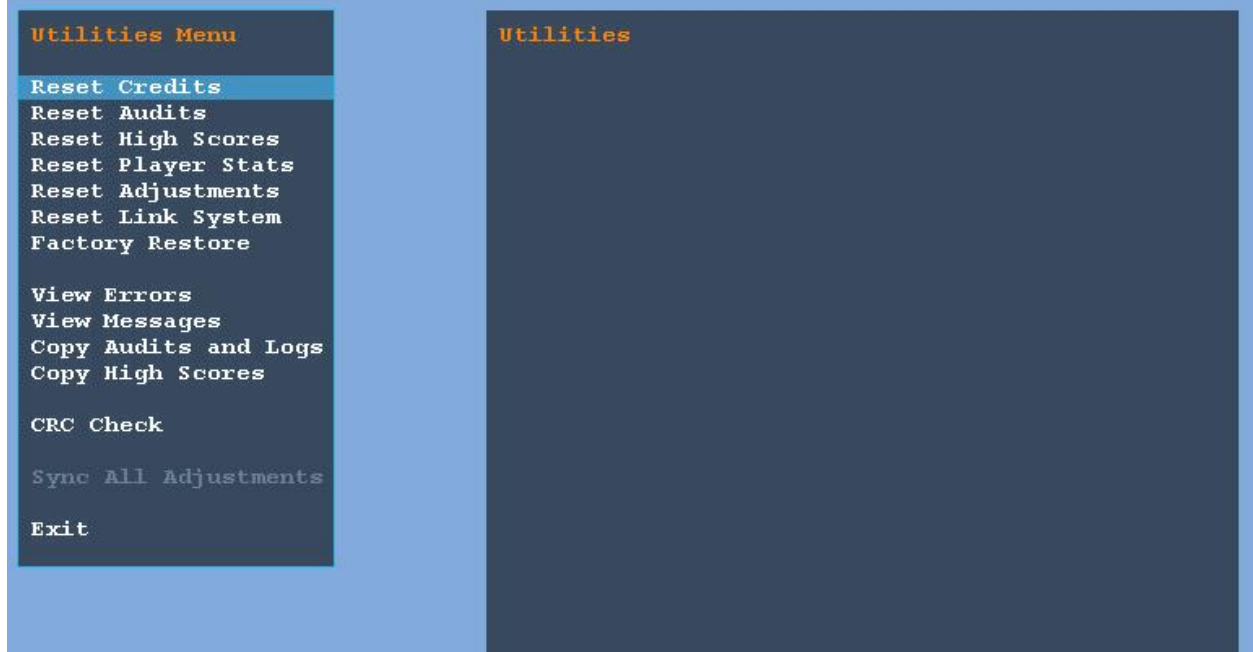 Utilities Menu
Reset Credits
Reset Audits
Reset High Scores
Reset Player Stats
Reset Adjustments
Reset Link System
Factory Restore
View Errors
View Messages
Copy Audits and Logs
Copy High Scores
CRC Check
Sync All Adjustments
Exit
Utilities